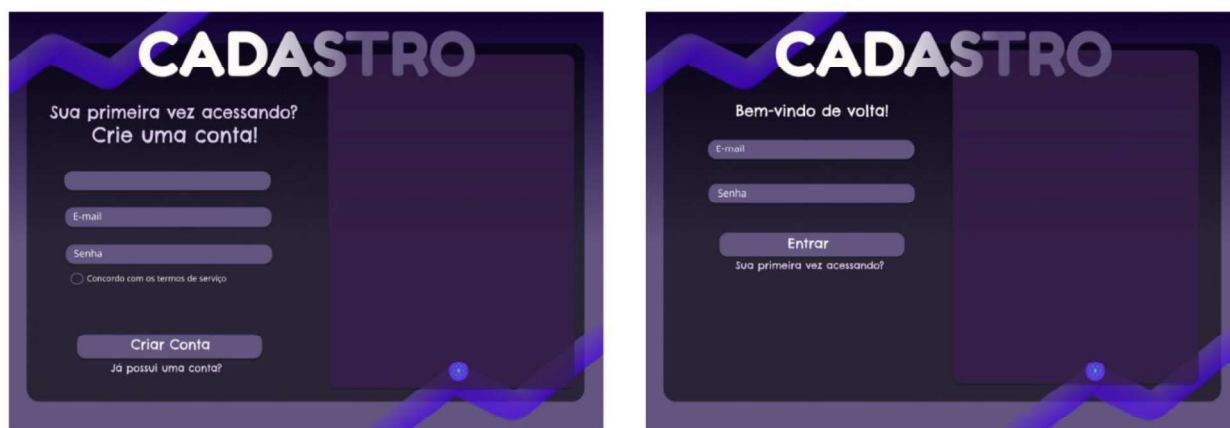 CADASTRO
Sua primeira vez acessando?
Crie uma conta!
E-mail
Senha
Concordo com os termos de serviço
Criar Conta
Já possui uma conta?
CADASTRO
Bem-vindo de volta!
E-mail
Senha
Entrar
Sua primeira vez acessando?